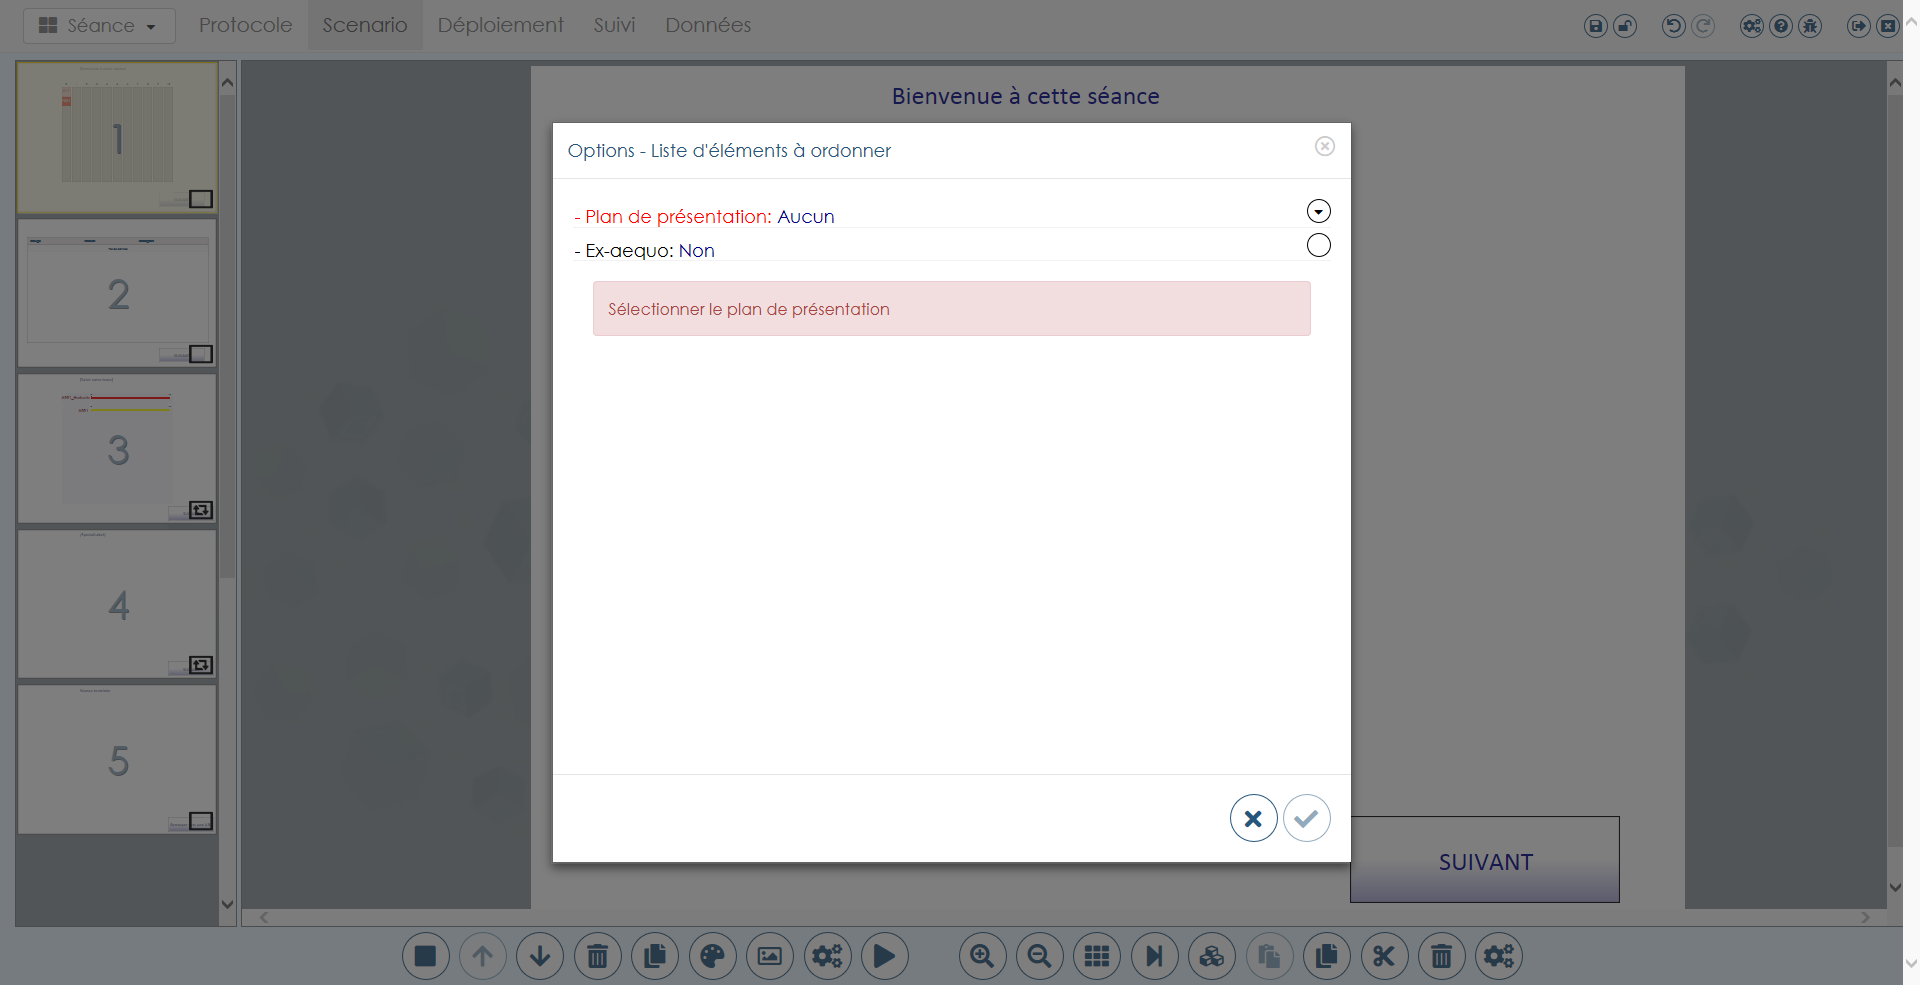 Séance
Protocole
Scenario
Déploiement
Suivi
Données
1
2
3
4
5
Bienvenue à cette séance
Options - Liste d'éléments à ordonner
- Plan de présentation: Aucun
- Ex-aequo: Non
Sélectionner le plan de présentation
SUIVANT